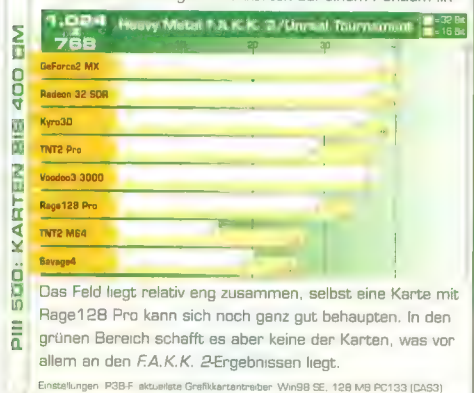 1.024
x
768
Heavy Metal F.A.K.K. 2/Unreal Tournament
=32 Bit
=16 Bit
10
20
30
GeForce2 MX
Radeon 32 SDR
Kyro3D
TNT2 Pro
Voodoo3 3000
Rage128 Pro
TNT2 M64
Savage4
PIII 500: KARTEN BIS 400 DM
Das Feld liegt relativ eng zusammen, selbst eine Karte mit
Rage128 Pro kann sich noch ganz gut behaupten. In den
grünen Bereich schafft es aber keine der Karten, was vor
allem an den F.A.K.K. 2-Ergebnissen liegt.
Einstellungen P3B-F aktuellste Grafikkartentreiber Win98 SE, 128 MB PC133 (CAS3)